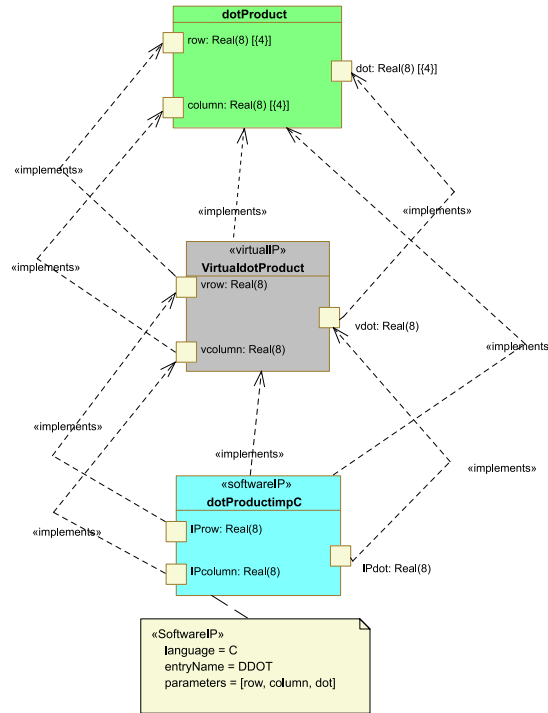 dotProduct
row: Real(8) [{4}]
dot: Real(8) [{4}]
column: Real(8) [{4}]
«implements»
«implements»
«implements»
«implements»
«virtualIP»
VirtualdotProduct
vrow: Real(8)
vdot: Real(8)
vcolumn: Real(8)
«implements»
«implements»
«implements»
«implements»
«softwareIP»
dotProductimpC
IProw: Real(8)
«implements»
IPcolumn: Real(8)
IPdot: Real(8)
«SoftwareIP»
language = C
entryName = DDOT
parameters = [row, column, dot]